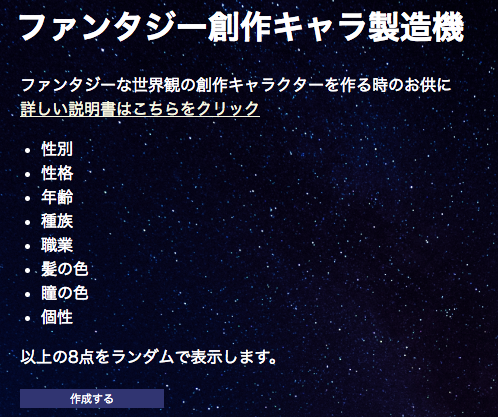 ファンタジー創作キャラ製造機
ファンタジーな世界観の創作キャラクターを作る時のお供に
詳しい説明書はこちらをクリック
• 性別
• 性格
• 年齢
• 種族
• 職業
• 髪の色
• 瞳の色
• 個性
以上の8点をランダムで表示します。
作成する